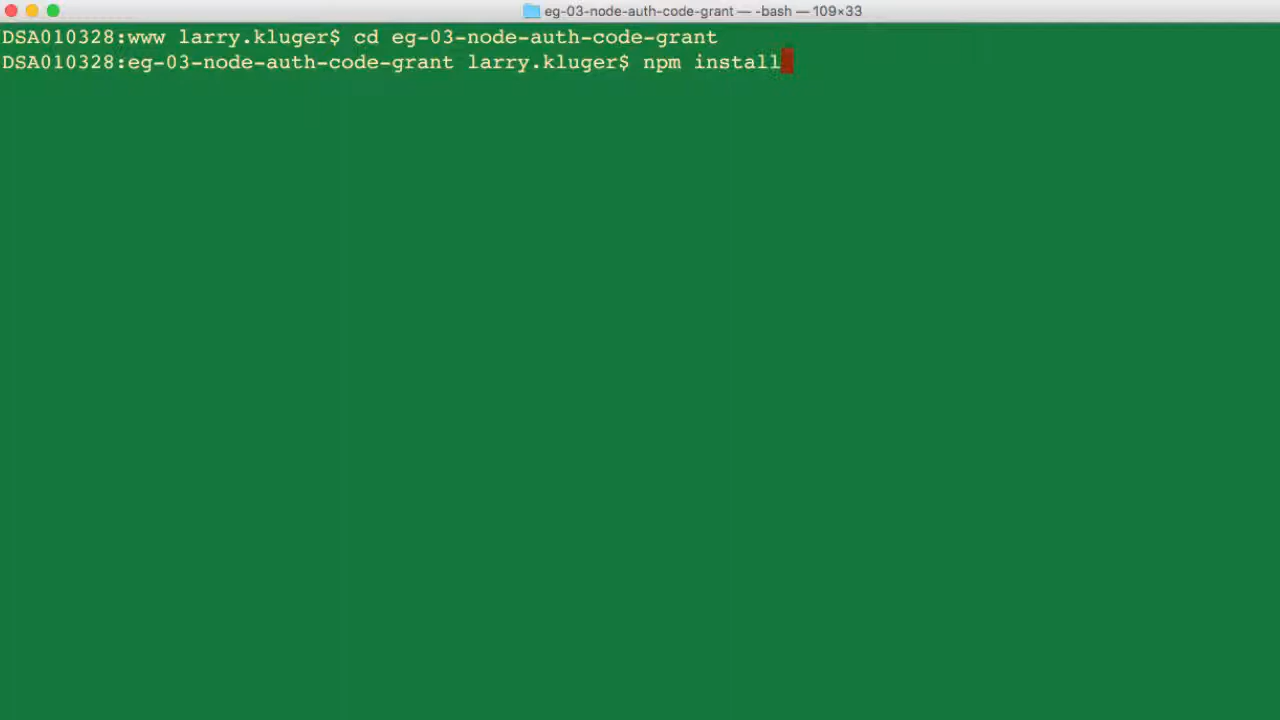 eg-03-node-auth-code-grant — -bash — 109×33
DSA010328:www larry.kluger$ cd eg-03-node-auth-code-grant
DSA010328:eg-03-node-auth-code-grant larry.kluger$ npm install